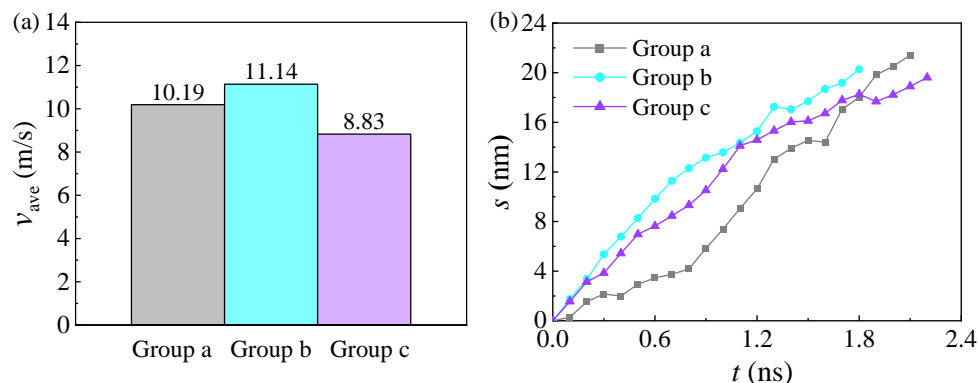 (a)
14
12
10
8
6
4
2
0
v_ave (m/s)
10.19
11.14
8.83
Group a Group b Group c
(b)
24
20
16
12
8
4
0
s (nm)
Group a
Group b
Group c
0.0 0.6 1.2 1.8 2.4
t (ns)